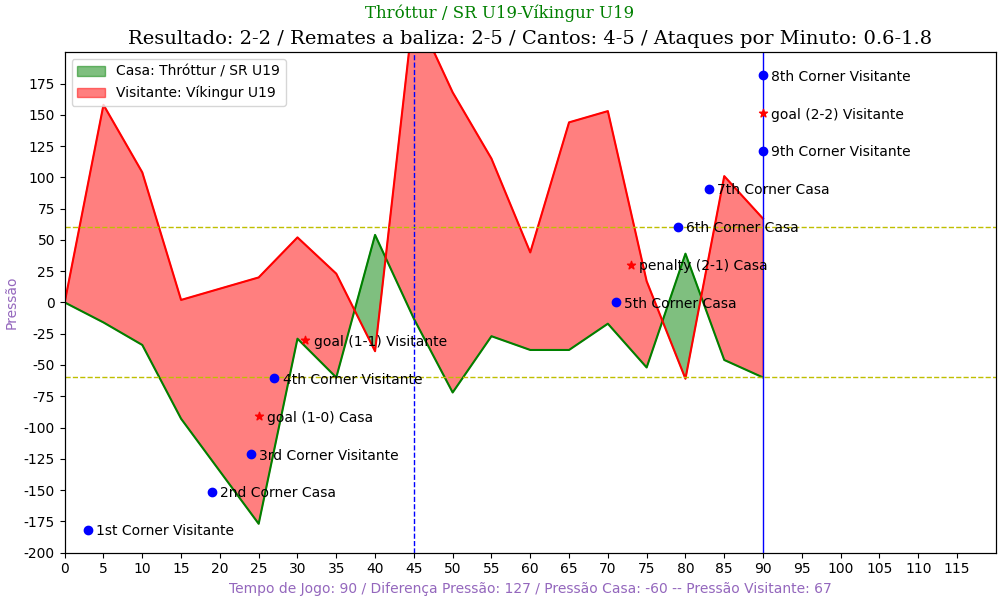 Thróttur / SR U19-Víkingur U19
Resultado: 2-2 / Remates a baliza: 2-5 / Cantos: 4-5 / Ataques por Minuto: 0.6-1.8
Casa: Thróttur / SR U19
Visitante: Víkingur U19
8th Corner Visitante
goal (2-2) Visitante
9th Corner Visitante
7th Corner Casa
6th Corner Casa
penalty (2-1) Casa
5th Corner Casa
goal (1-1) Visitante
4th Corner Visitante
goal (1-0) Casa
3rd Corner Visitante
2nd Corner Casa
1st Corner Visitante
Pressão
175
150
125
100
75
50
25
0
-25
-50
-75
-100
-125
-150
-175
-200
0 5 10 15 20 25 30 35 40 45 50 55 60 65 70 75 80 85 90 95 100 105 110 115
Tempo de Jogo: 90 / Diferença Pressão: 127 / Pressão Casa: -60 -- Pressão Visitante: 67